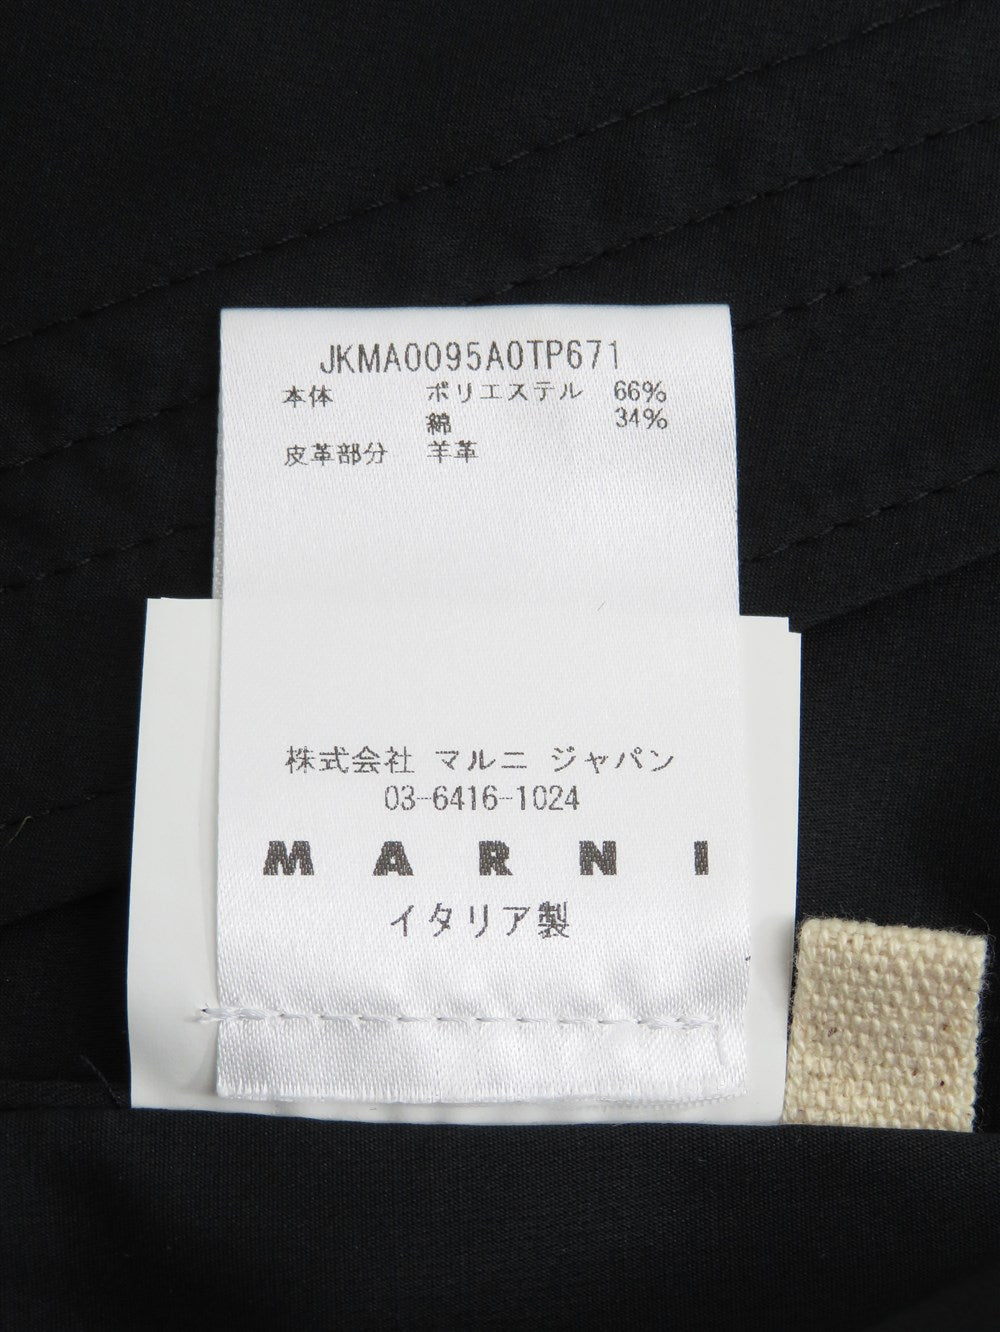 JKMA0095A0TP671
本体 ポリエステル 66%
綿 34%
皮革部分 羊革
株式会社 マルニ ジャパン
03-6416-1024
MARNI
イタリア製